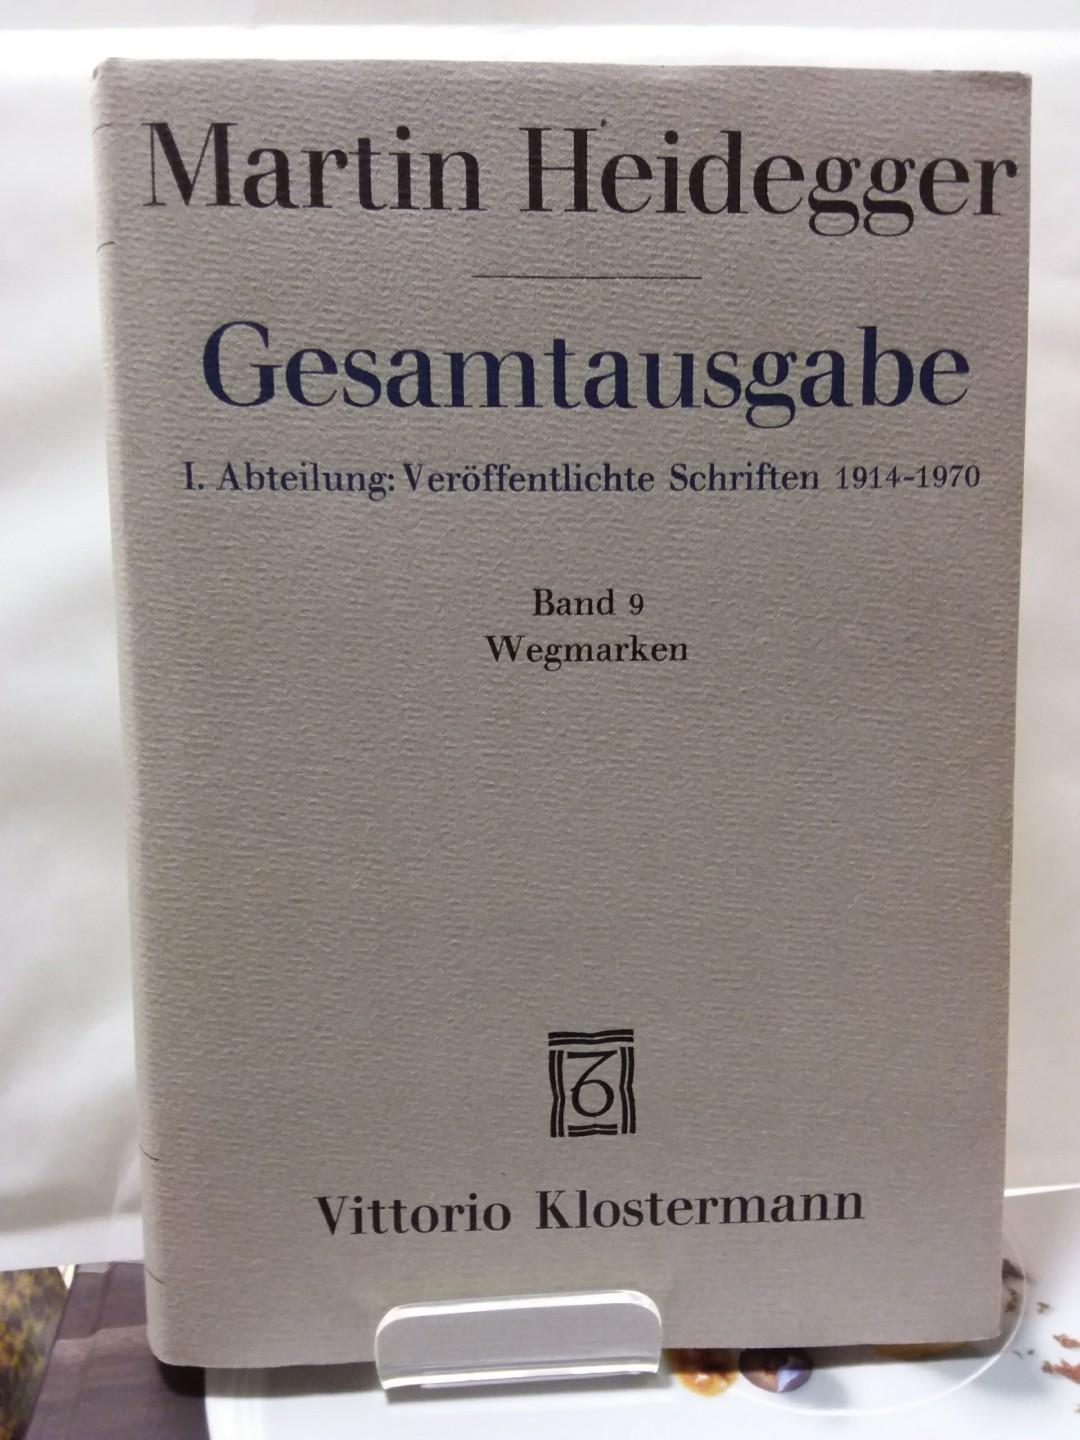 Martin Heidegger
Gesamtausgabe
I. Abteilung: Veröffentlichte Schriften 1914-1970
Band 9
Wegmarken
Vittorio Klostermann